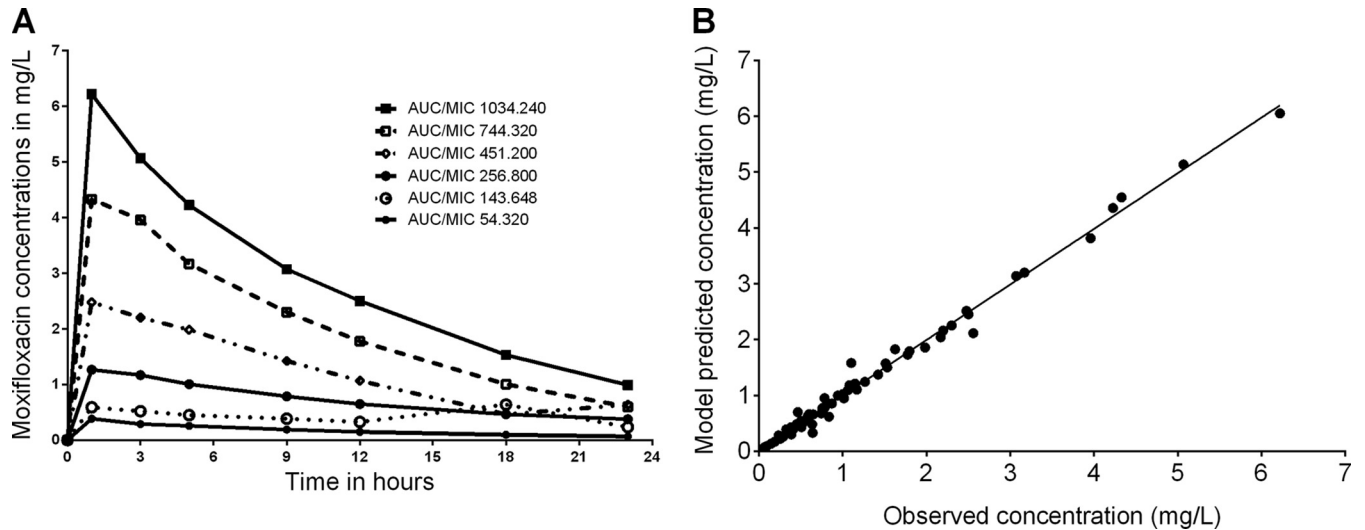 A
Moxifloxacin concentrations in mg/L
7
6
5
4
3
2
1
0
0
3
6
9
12
15
18
21
24
Time in hours
AUC/MIC 1034.240
AUC/MIC 744.320
AUC/MIC 451.200
AUC/MIC 256.800
AUC/MIC 143.648
AUC/MIC 54.320
B
Model predicted concentration (mg/L)
7
6
5
4
3
2
1
0
0
1
2
3
4
5
6
7
Observed concentration (mg/L)